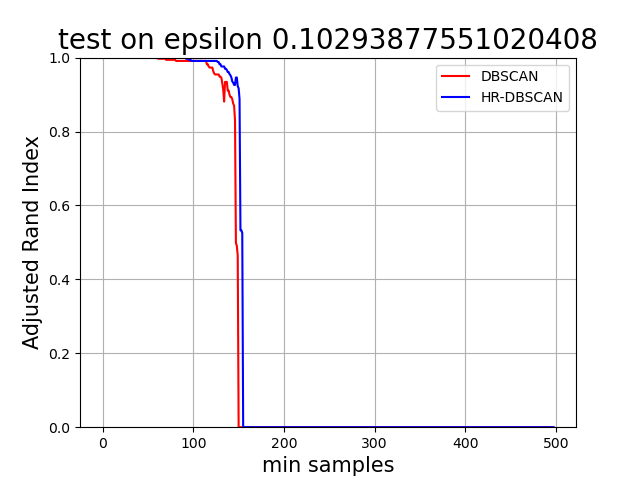 test on epsilon 0.10293877551020408
DBSCAN
HR-DBSCAN
Adjusted Rand Index
1.0
0.8
0.6
0.4
0.2
0.0
0 100 200 300 400 500
min samples